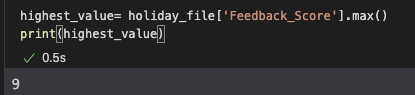 highest_value= holiday_file['Feedback_Score'].max()
print(highest_value)
✓ 0.5s
9